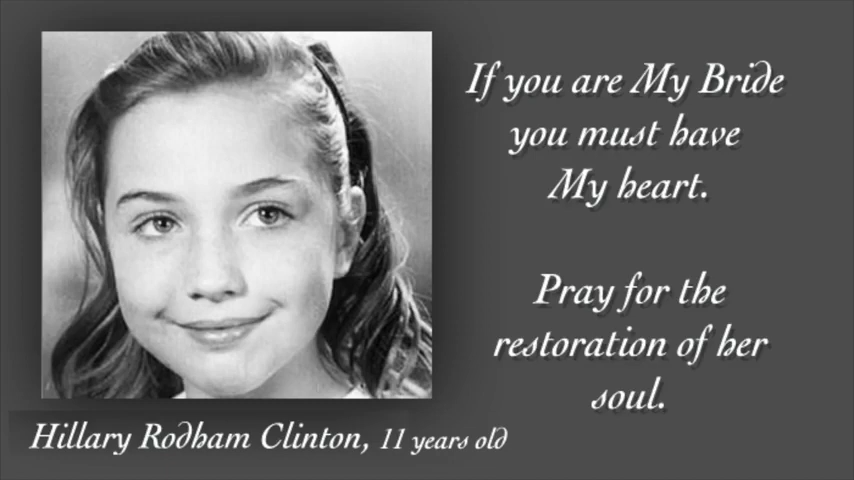 If you are My Bride
you must have
My heart.
Pray for the
restoration of her
soul.
Hillary Rodham Clinton, 11 years old